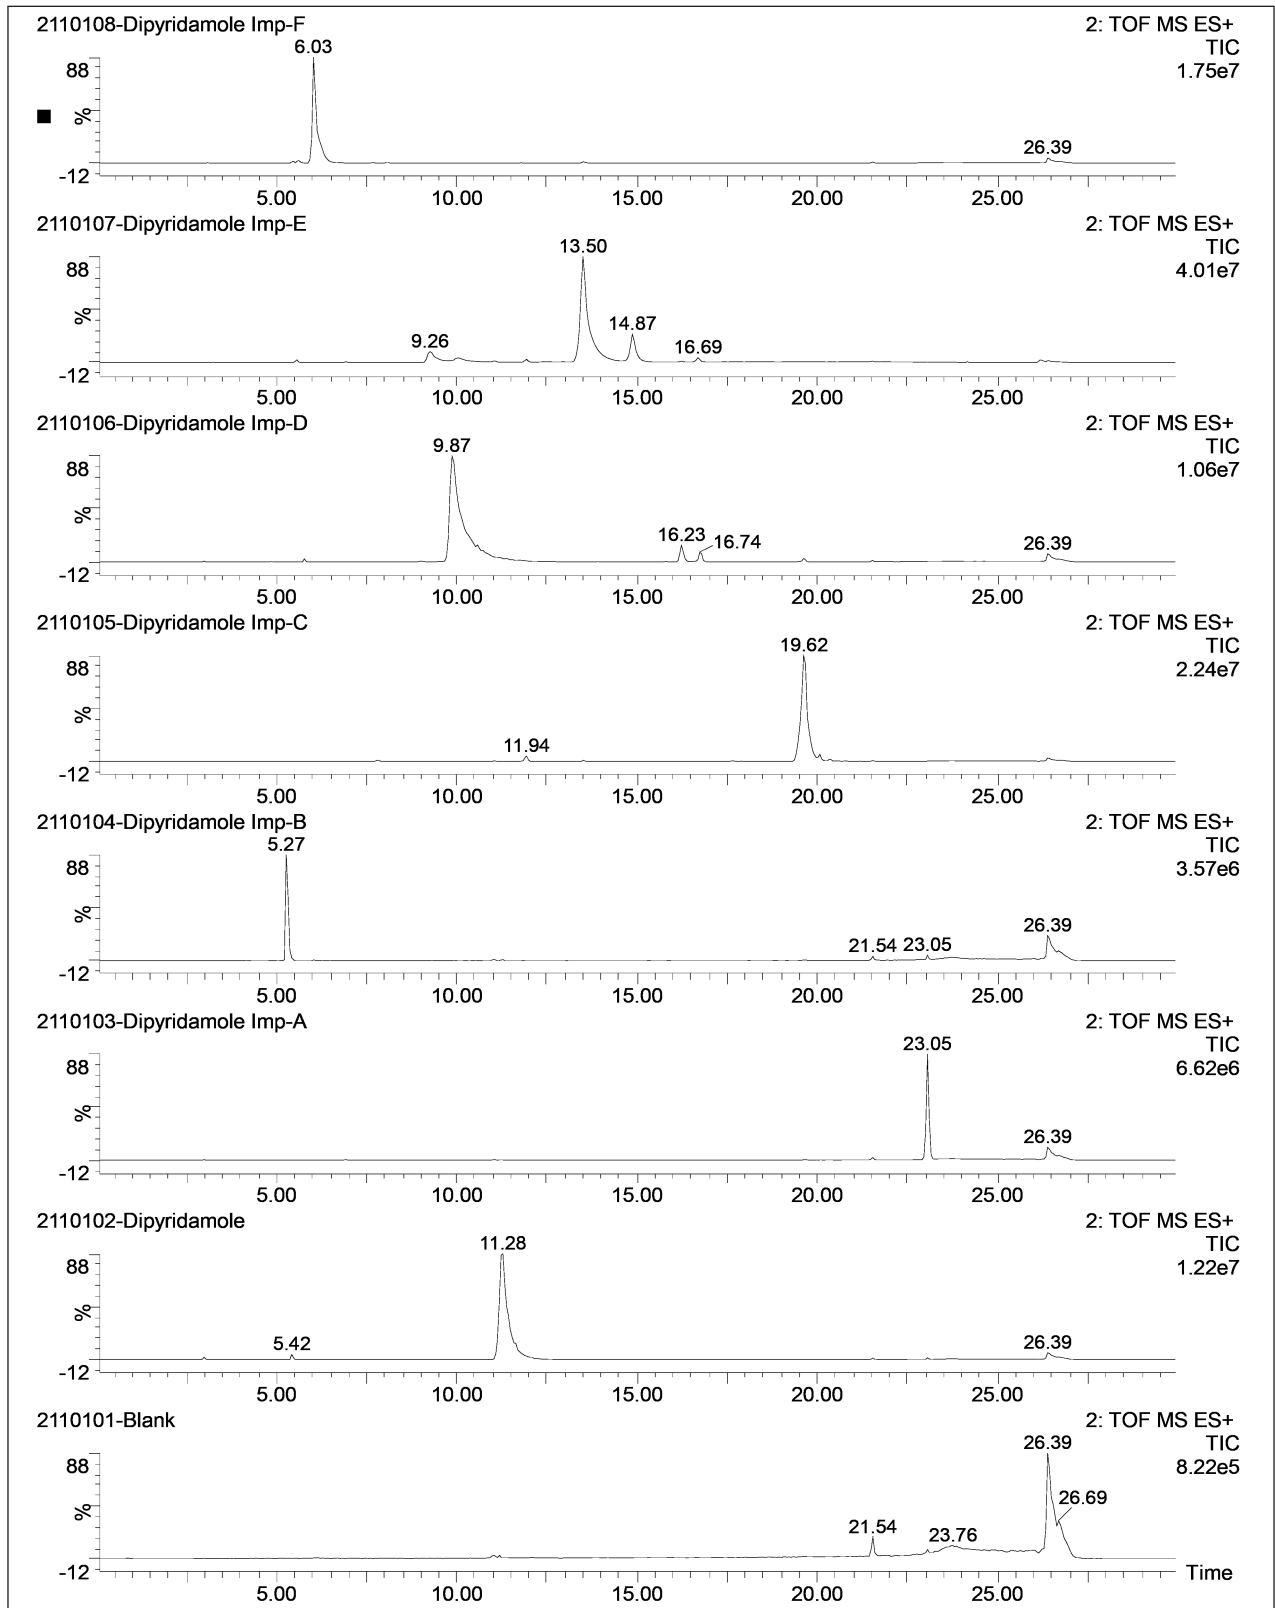 2110108-Dipyridamole Imp-F 2: TOF MS ES+
6.03 TIC
88 1.75e7
%
26.39
-12
5.00 10.00 15.00 20.00 25.00
2110107-Dipyridamole Imp-E 2: TOF MS ES+
13.50 TIC
88 4.01e7
%
14.87
9.26 16.69
-12
5.00 10.00 15.00 20.00 25.00
2110106-Dipyridamole Imp-D 2: TOF MS ES+
9.87 TIC
88 1.06e7
%
16.23 16.74 26.39
-12
5.00 10.00 15.00 20.00 25.00
2110105-Dipyridamole Imp-C 2: TOF MS ES+
19.62 TIC
88 2.24e7
%
11.94
-12
5.00 10.00 15.00 20.00 25.00
2110104-Dipyridamole Imp-B 2: TOF MS ES+
5.27 TIC
88 3.57e6
%
21.54 23.05 26.39
-12
5.00 10.00 15.00 20.00 25.00
2110103-Dipyridamole Imp-A 2: TOF MS ES+
23.05 TIC
88 6.62e6
%
26.39
-12
5.00 10.00 15.00 20.00 25.00
2110102-Dipyridamole 2: TOF MS ES+
11.28 TIC
88 1.22e7
%
5.42 26.39
-12
5.00 10.00 15.00 20.00 25.00
2110101-Blank 2: TOF MS ES+
26.39 TIC
88 8.22e5
%
26.69
21.54 23.76
-12 Time
5.00 10.00 15.00 20.00 25.00